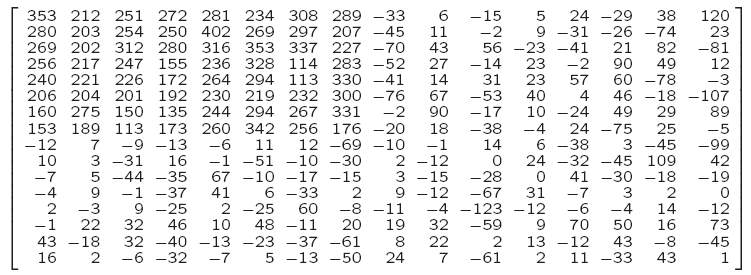 353 212 251 272 281 234 308 289 −33 6 −15 5 24 −29 38 120
280 203 254 250 402 269 297 207 −45 11 −2 9 −31 −26 −74 23
269 202 312 280 316 353 337 227 −70 43 56 −23 −41 21 82 −81
256 217 247 155 236 328 114 283 −52 27 −14 23 −2 90 49 12
240 221 226 172 264 294 113 330 −41 14 31 23 57 60 −78 −3
206 204 201 192 230 219 232 300 −76 67 −53 40 4 46 −18 −107
160 275 150 135 244 294 267 331 −2 90 −17 10 −24 49 29 89
153 189 113 173 260 342 256 176 −20 18 −38 −4 24 −75 25 −5
−12 7 −9 −13 −6 11 12 −69 −10 −1 14 6 −38 3 −45 −99
10 3 −31 16 −1 −51 −10 −30 2 −12 0 24 −32 −45 109 42
−7 5 −44 −35 67 −10 −17 −15 3 −15 −28 0 41 −30 −18 −19
−4 9 −1 −37 41 6 −33 2 9 −12 −67 31 −7 3 2 0
2 −3 9 −25 2 −25 60 −8 −11 −4 −123 −12 −6 −4 14 −12
−1 22 32 46 10 48 −11 20 19 32 −59 9 70 50 16 73
43 −18 32 −40 −13 −23 −37 −61 8 22 2 13 −12 43 −8 −45
16 2 −6 −32 −7 5 −13 −50 24 7 −61 2 11 −33 43 1